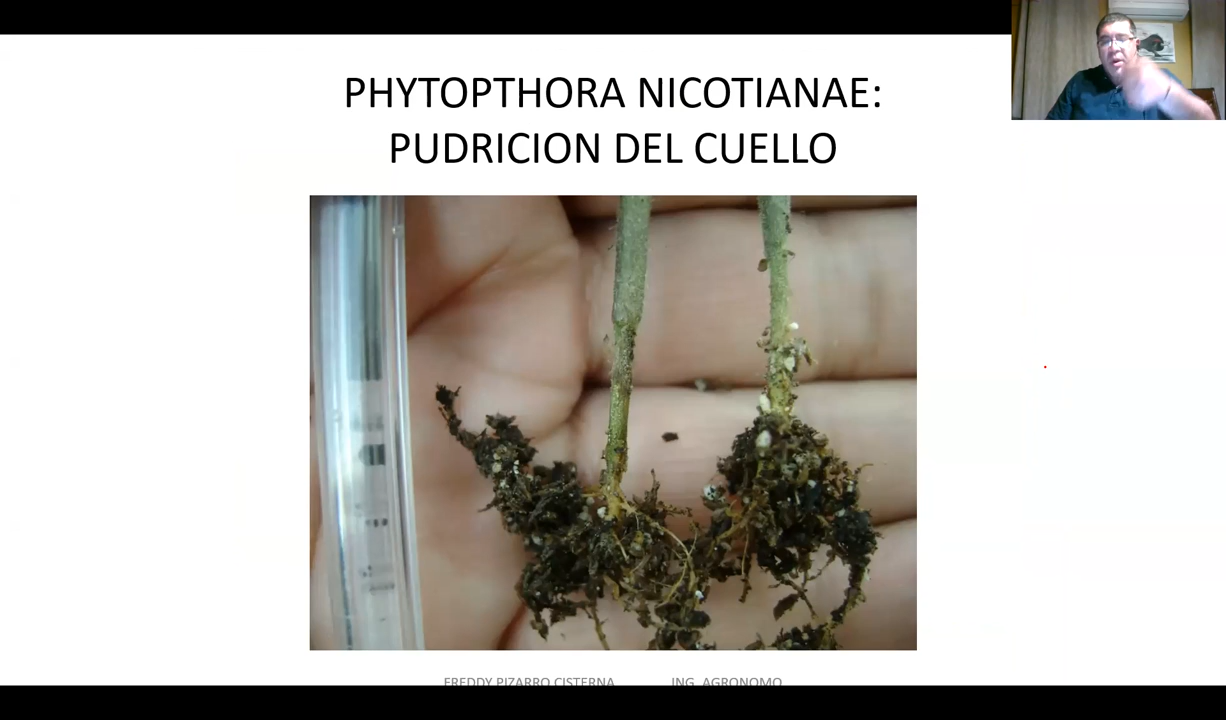 PHYTOPTHORA NICOTIANAE:
PUDRICION DEL CUELLO
FREDDY PIZARRO CISTERNA ING. AGRONOMO